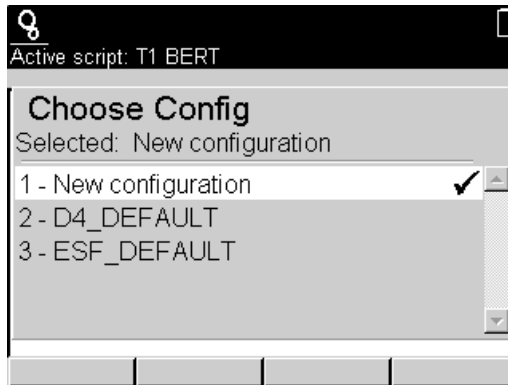 Active script: T1 BERT
Choose Config
Selected: New configuration
1 - New configuration
2 - D4_DEFAULT
3 - ESF_DEFAULT